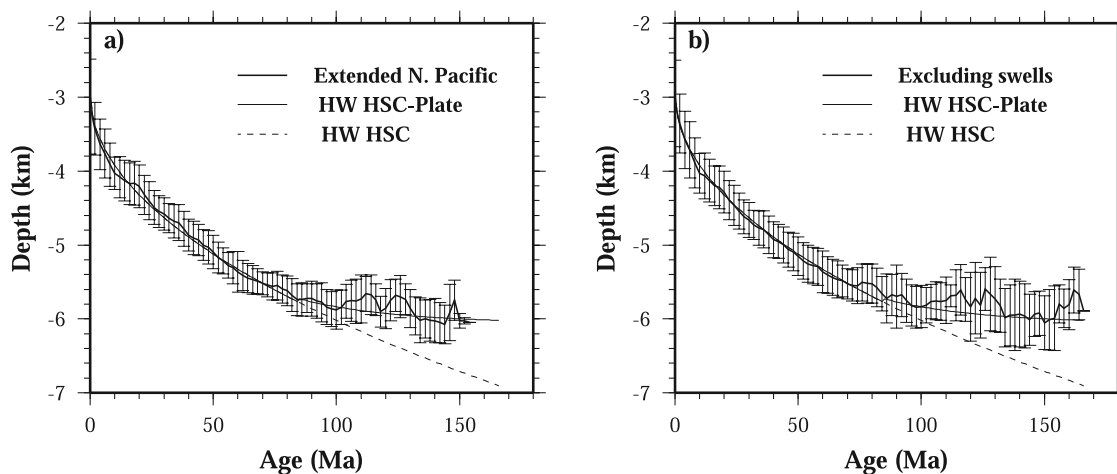 a)
Extended N. Pacific
HW HSC-Plate
HW HSC
-2
-3
-4
-5
-6
-7
Depth (km)
0
50
100
150
Age (Ma)
b)
Excluding swells
HW HSC-Plate
HW HSC
-2
-3
-4
-5
-6
-7
Depth (km)
0
50
100
150
Age (Ma)